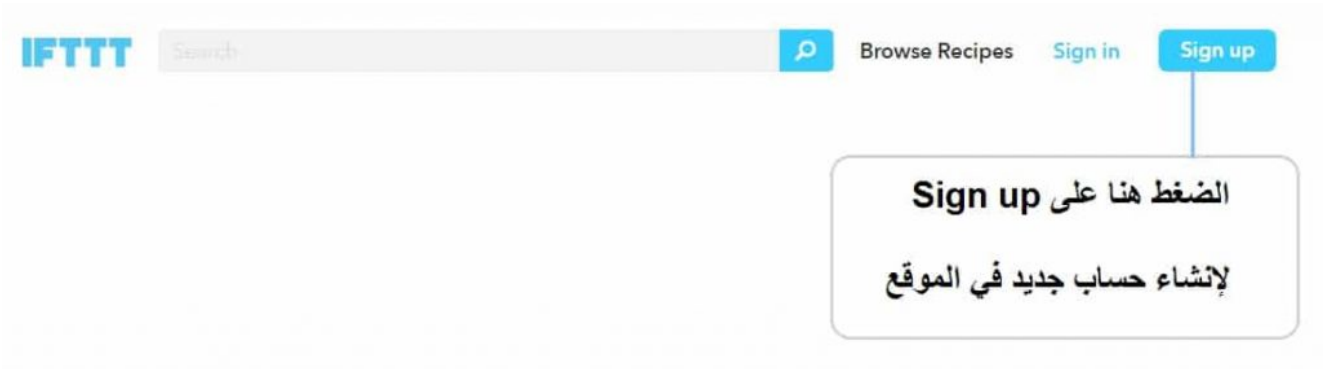 IFTTT Search Browse Recipes Sign in Sign up
الضغط هنا على Sign up
لإنشاء حساب جديد في الموقع